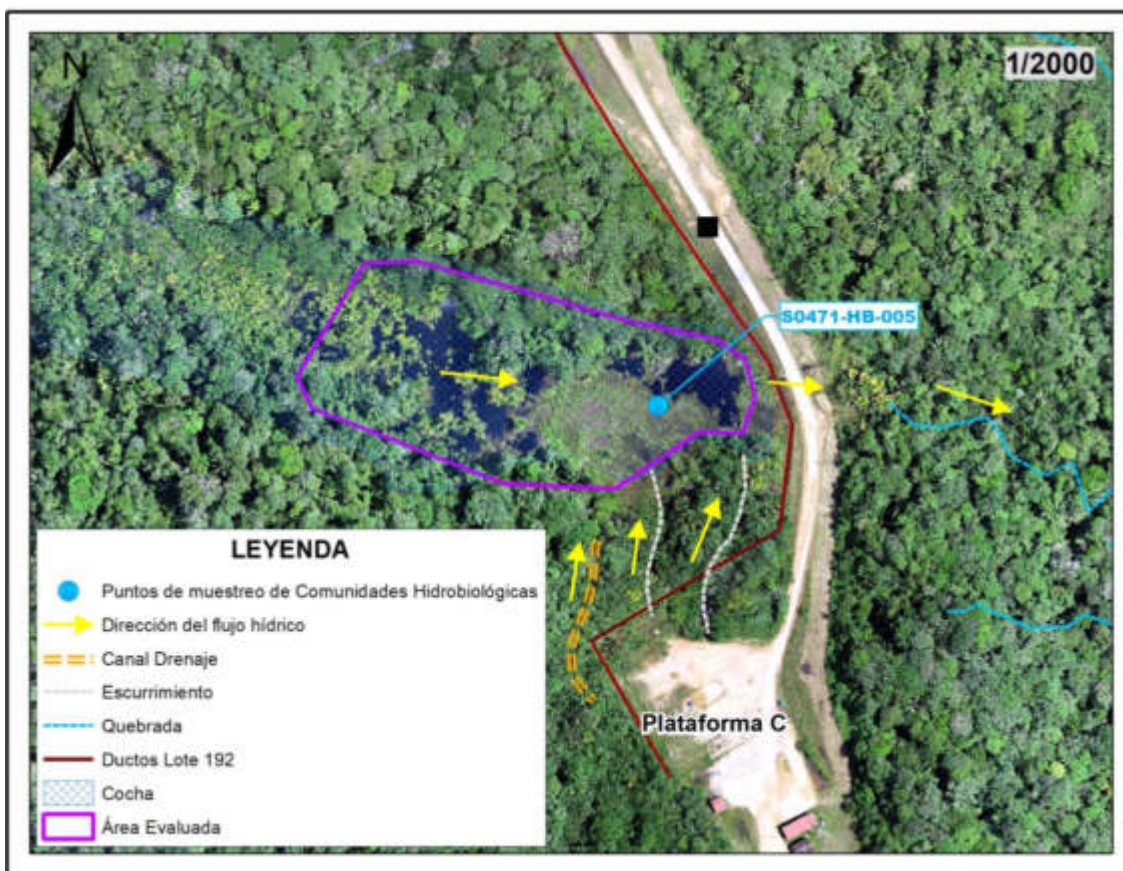 N
1/2000
S0471-HB-005
Plataforma C
LEYENDA
Puntos de muestreo de Comunidades Hidrobiológicas
Dirección del flujo hídrico
Canal Drenaje
Escurrimiento
Quebrada
Ductos Lote 192
Cocha
Área Evaluada